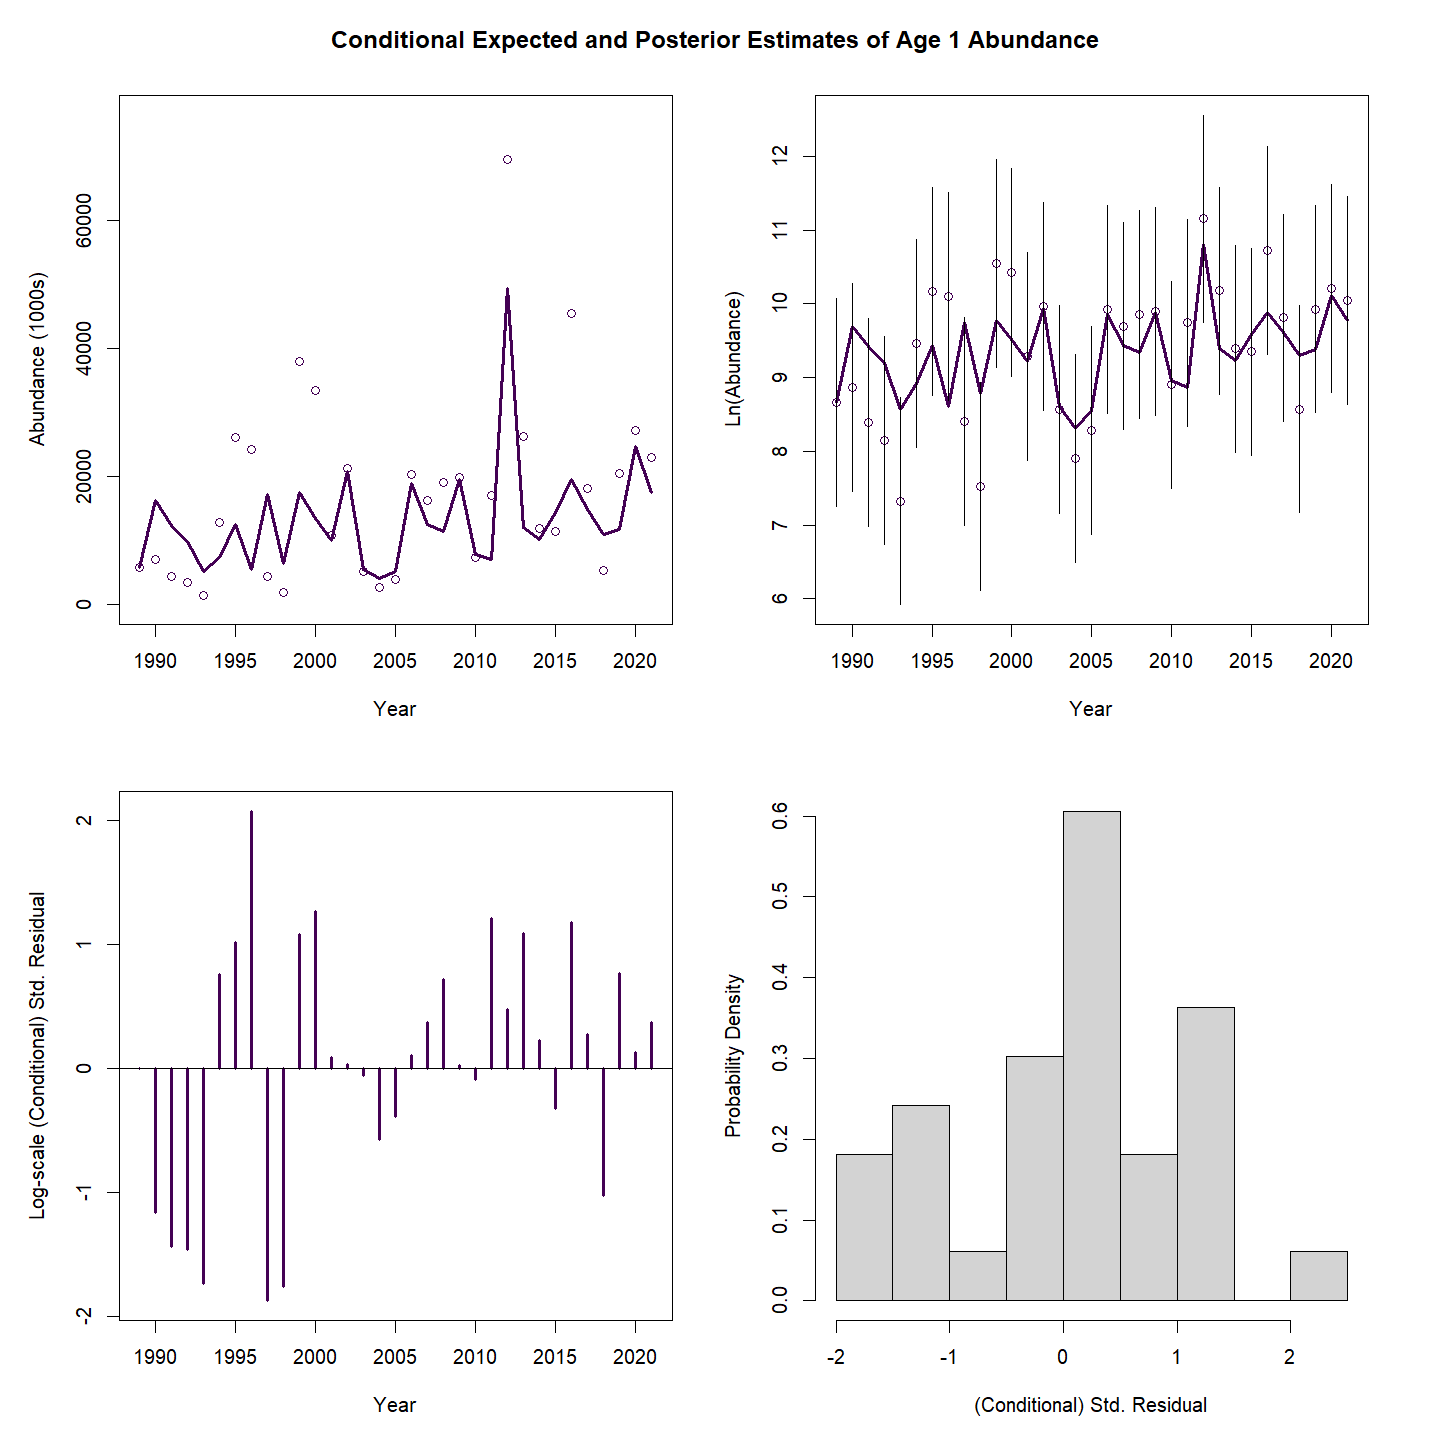 Conditional Expected and Posterior Estimates of Age 1 Abundance
Abundance (1000s)
60000
40000
20000
0
1990 1995 2000 2005 2010 2015 2020
Year
Ln(Abundance)
12
11
10
9
8
7
6
1990 1995 2000 2005 2010 2015 2020
Year
Log-scale (Conditional) Std. Residual
2
1
0
-1
-2
1990 1995 2000 2005 2010 2015 2020
Year
Probability Density
0.6
0.5
0.4
0.3
0.2
0.1
0.0
-2 -1 0 1 2
(Conditional) Std. Residual